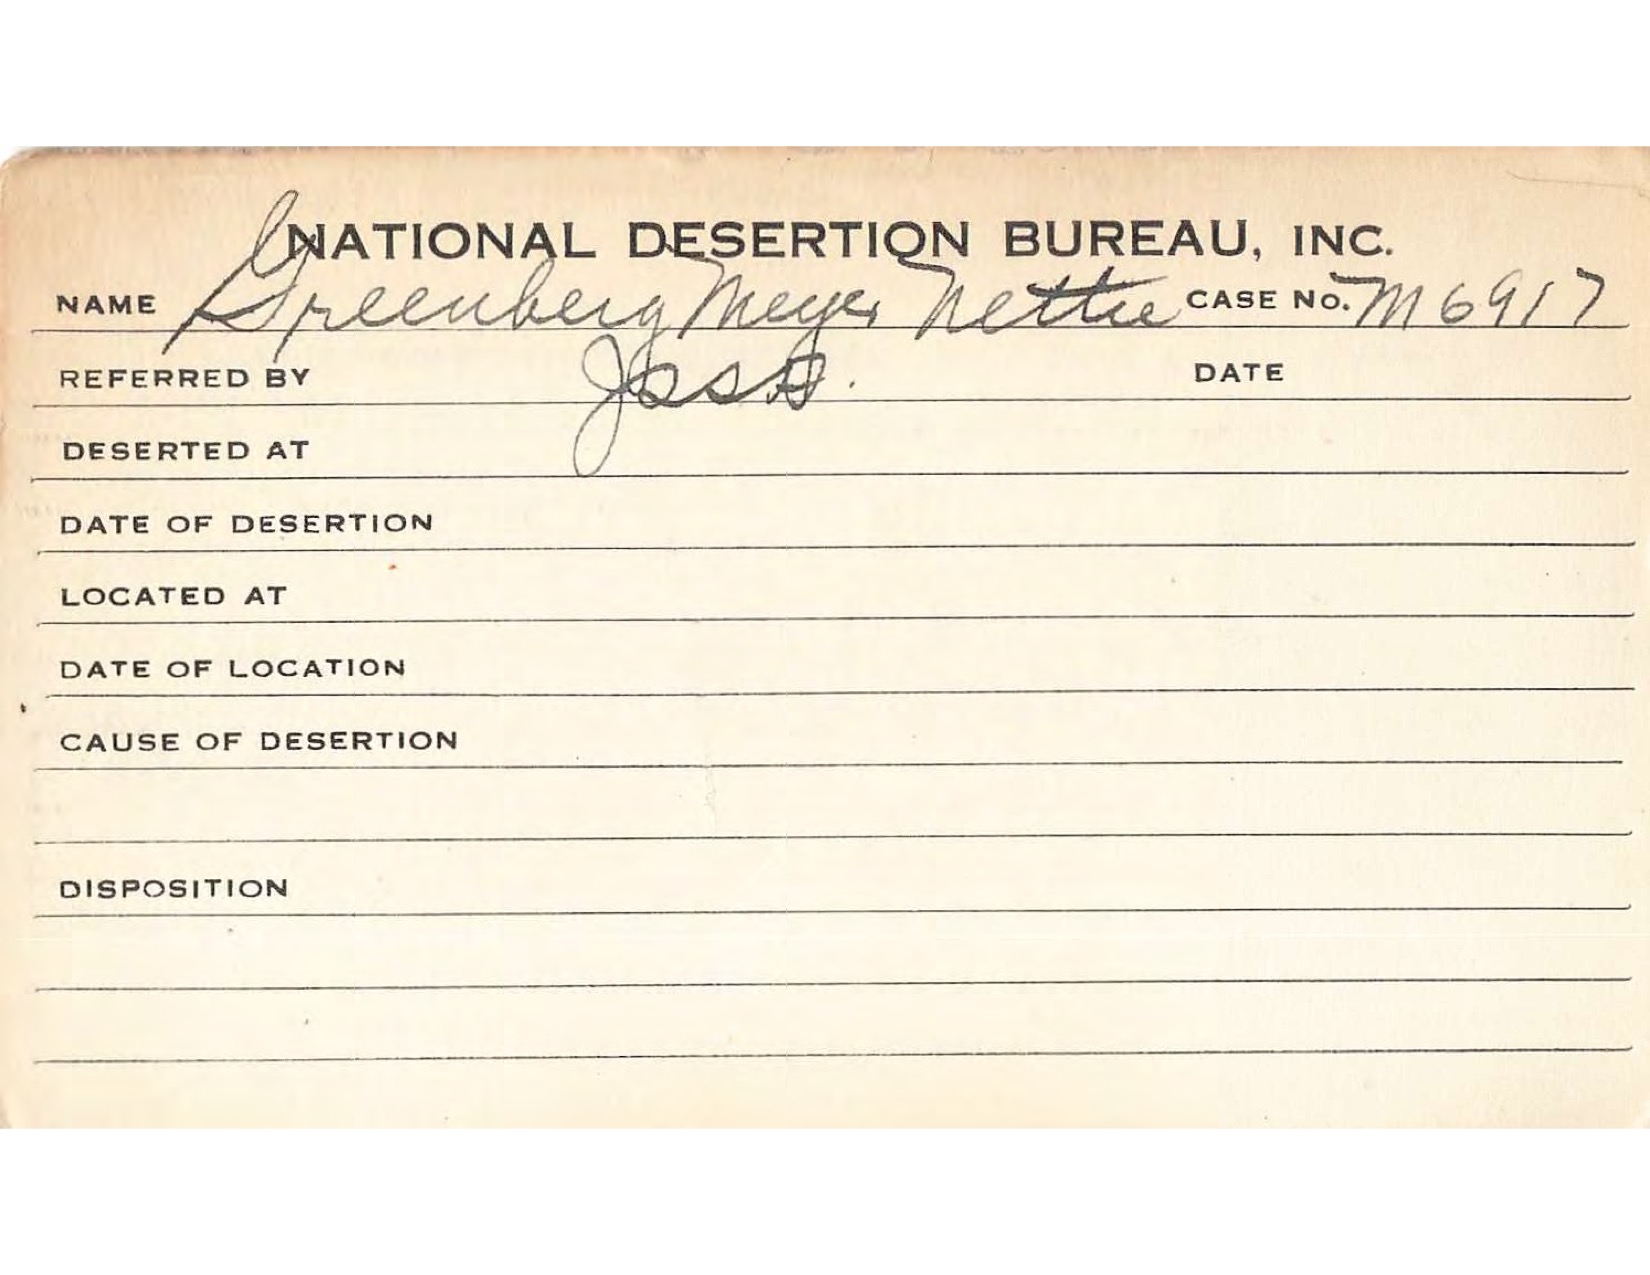 NATIONAL DESERTION BUREAU, INC.
NAME Greenberg Meyer Nettie CASE No. M6917
REFERRED BY JSSB. DATE
DESERTED AT
DATE OF DESERTION
LOCATED AT
DATE OF LOCATION
CAUSE OF DESERTION
DISPOSITION